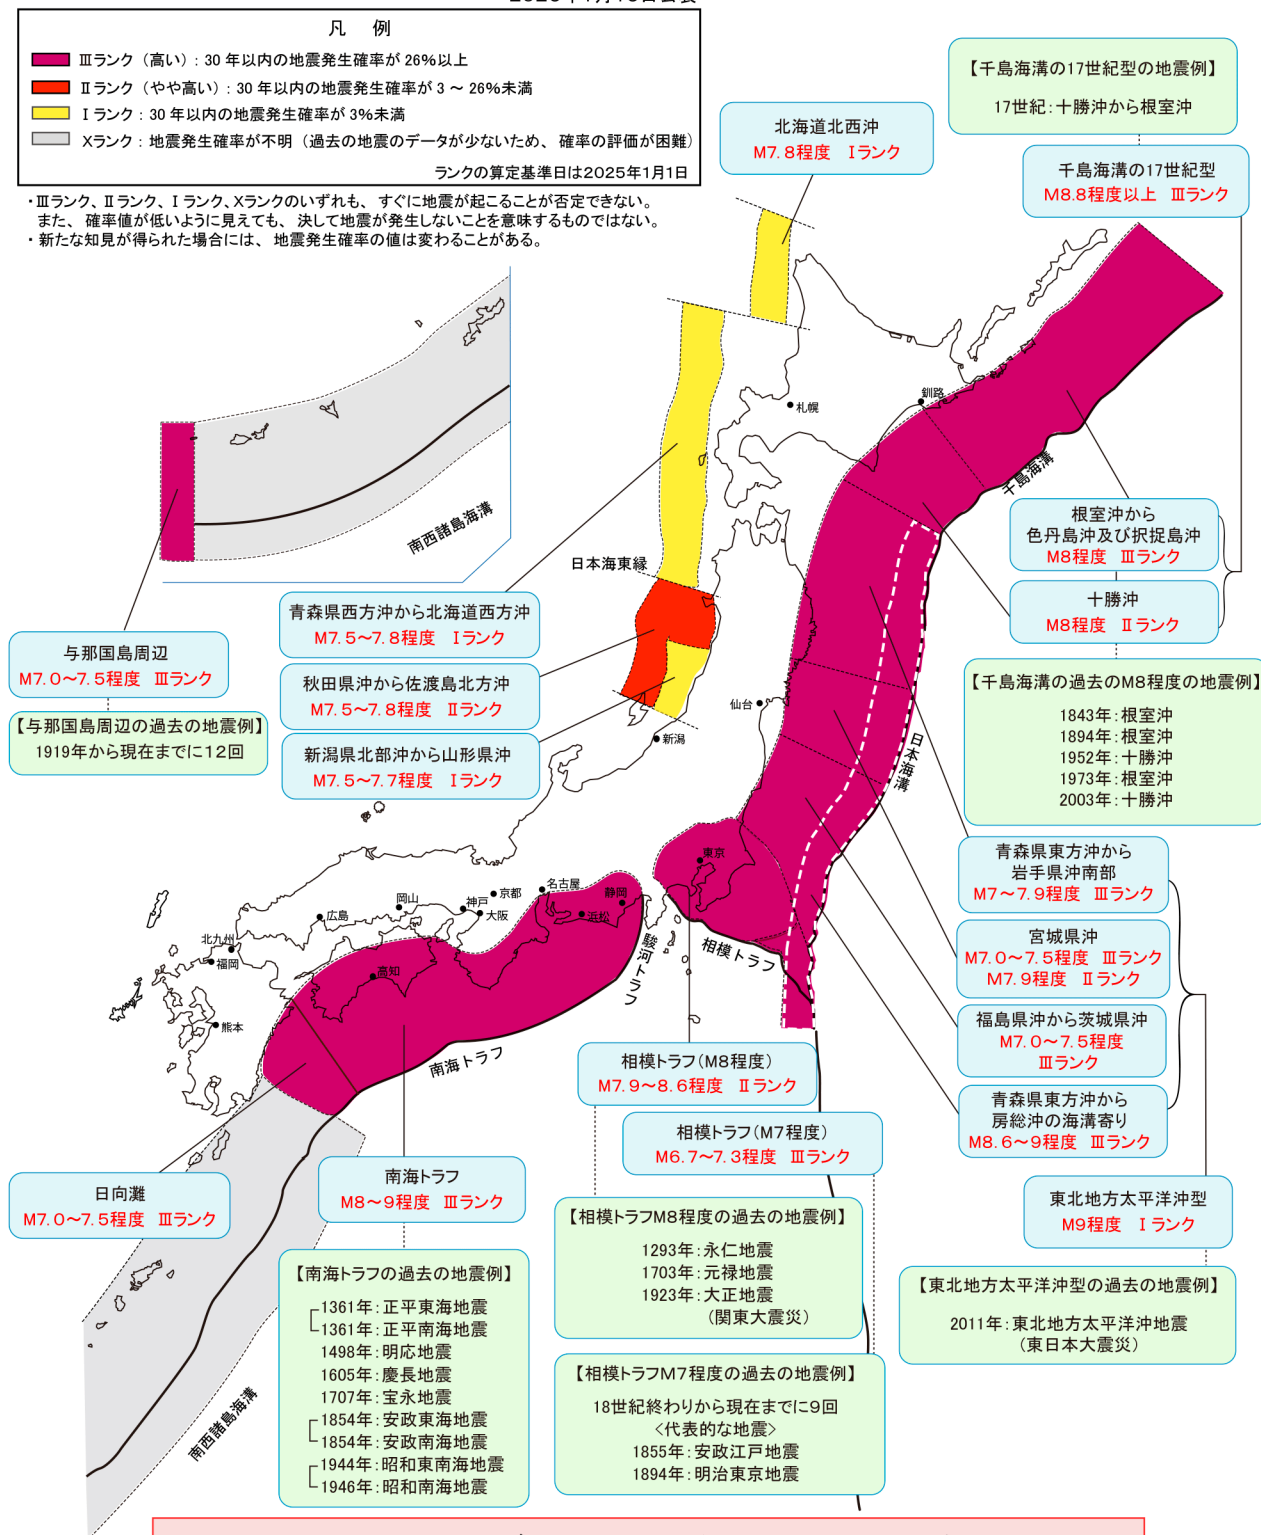 凡 例
Ⅲランク（高い）：30年以内の地震発生確率が26%以上
Ⅱランク（やや高い）：30年以内の地震発生確率が3～26%未満
Ⅰランク：30年以内の地震発生確率が3%未満
Xランク：地震発生確率が不明（過去の地震のデータが少ないため、確率の評価が困難）
ランクの算定基準日は2025年1月1日
・Ⅲランク、Ⅱランク、Ⅰランク、Xランクのいずれも、すぐに地震が起こることが否定できない。
また、確率値が低いように見えても、決して地震が発生しないことを意味するものではない。
・新たな知見が得られた場合には、地震発生確率の値は変わることがある。
【千島海溝の17世紀型の地震例】
17世紀：十勝沖から根室沖
北海道北西沖
M7.8程度 Ⅰランク
千島海溝の17世紀型
M8.8程度以上 Ⅲランク
札幌
釧路
千島海溝
南西諸島海溝
根室沖から
色丹島沖及び択捉島沖
M8程度 Ⅲランク
十勝沖
M8程度 Ⅱランク
日本海東縁
青森県西方沖から北海道西方沖
M7.5～7.8程度 Ⅰランク
与那国島周辺
M7.0～7.5程度 Ⅲランク
【与那国島周辺の過去の地震例】
1919年から現在までに12回
秋田県沖から佐渡島北方沖
M7.5～7.8程度 Ⅱランク
新潟県北部沖から山形県沖
M7.5～7.7程度 Ⅰランク
仙台
新潟
日本海溝
【千島海溝の過去のM8程度の地震例】
1843年：根室沖
1894年：根室沖
1952年：十勝沖
1973年：根室沖
2003年：十勝沖
青森県東方沖から
岩手県沖南部
M7～7.9程度 Ⅲランク
宮城県沖
M7.0～7.5程度 Ⅲランク
M7.9程度 Ⅱランク
福島県沖から茨城県沖
M7.0～7.5程度
Ⅲランク
青森県東方沖から
房総沖の海溝寄り
M8.6～9程度 Ⅲランク
東京
名古屋
静岡
浜松
京都
神戸
大阪
岡山
広島
北九州
福岡
高知
熊本
駿河トラフ
相模トラフ
南海トラフ
相模トラフ（M8程度）
M7.9～8.6程度 Ⅱランク
相模トラフ（M7程度）
M6.7～7.3程度 Ⅲランク
日向灘
M7.0～7.5程度 Ⅲランク
南海トラフ
M8～9程度 Ⅲランク
東北地方太平洋沖型
M9程度 Ⅰランク
【南海トラフの過去の地震例】
1361年：正平東海地震
1361年：正平南海地震
1498年：明応地震
1605年：慶長地震
1707年：宝永地震
1854年：安政東海地震
1854年：安政南海地震
1944年：昭和東南海地震
1946年：昭和南海地震
【相模トラフM8程度の過去の地震例】
1293年：永仁地震
1703年：元禄地震
1923年：大正地震
（関東大震災）
【相模トラフM7程度の過去の地震例】
18世紀終わりから現在までに9回
＜代表的な地震＞
1855年：安政江戸地震
1894年：明治東京地震
【東北地方太平洋沖型の過去の地震例】
2011年：東北地方太平洋沖地震
（東日本大震災）
南西諸島海溝